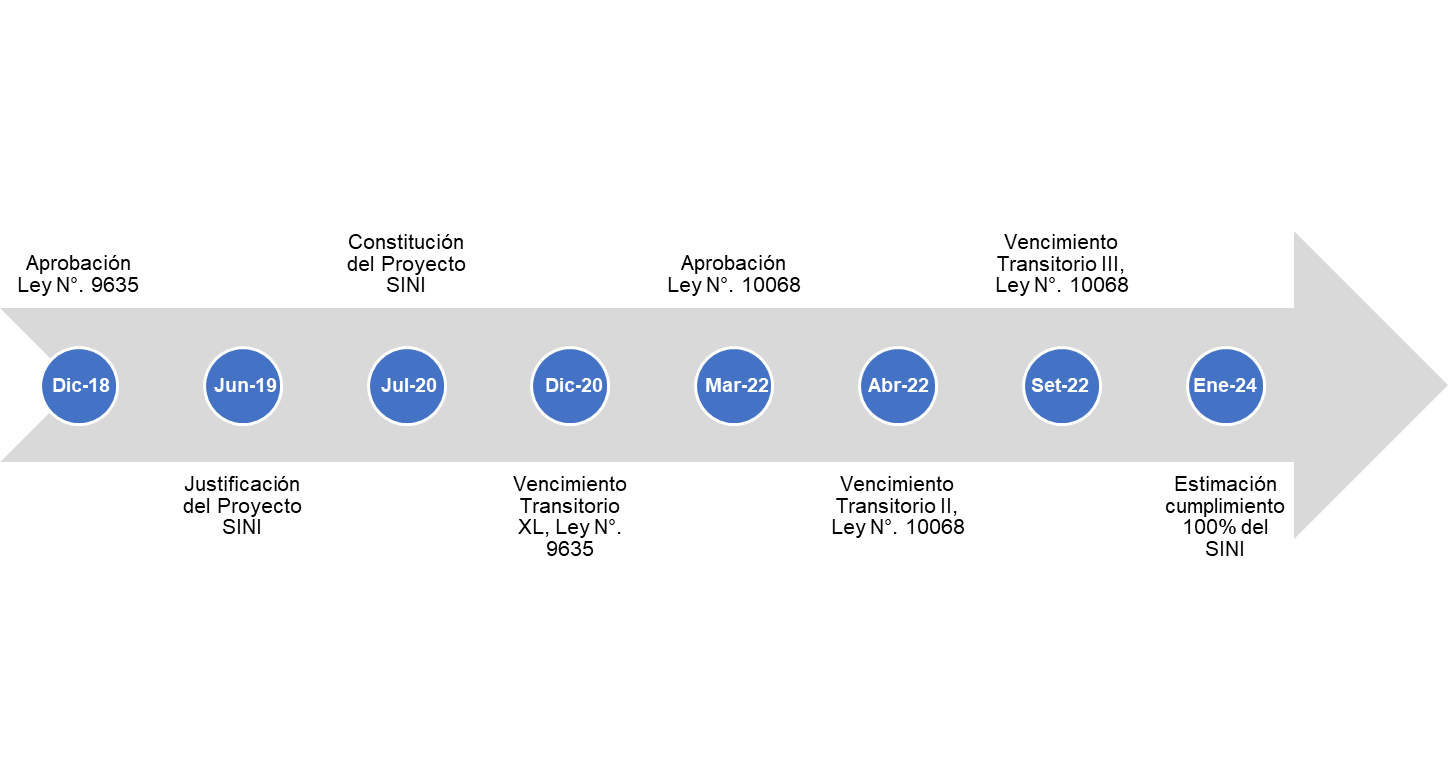 Aprobación
Ley N°. 9635
Constitución
del Proyecto
SINI
Aprobación
Ley N°. 10068
Vencimiento
Transitorio III,
Ley N°. 10068
Dic-18
Jun-19
Jul-20
Dic-20
Mar-22
Abr-22
Set-22
Ene-24
Justificación
del Proyecto
SINI
Vencimiento
Transitorio
XL, Ley N°.
9635
Vencimiento
Transitorio II,
Ley N°. 10068
Estimación
cumplimiento
100% del
SINI